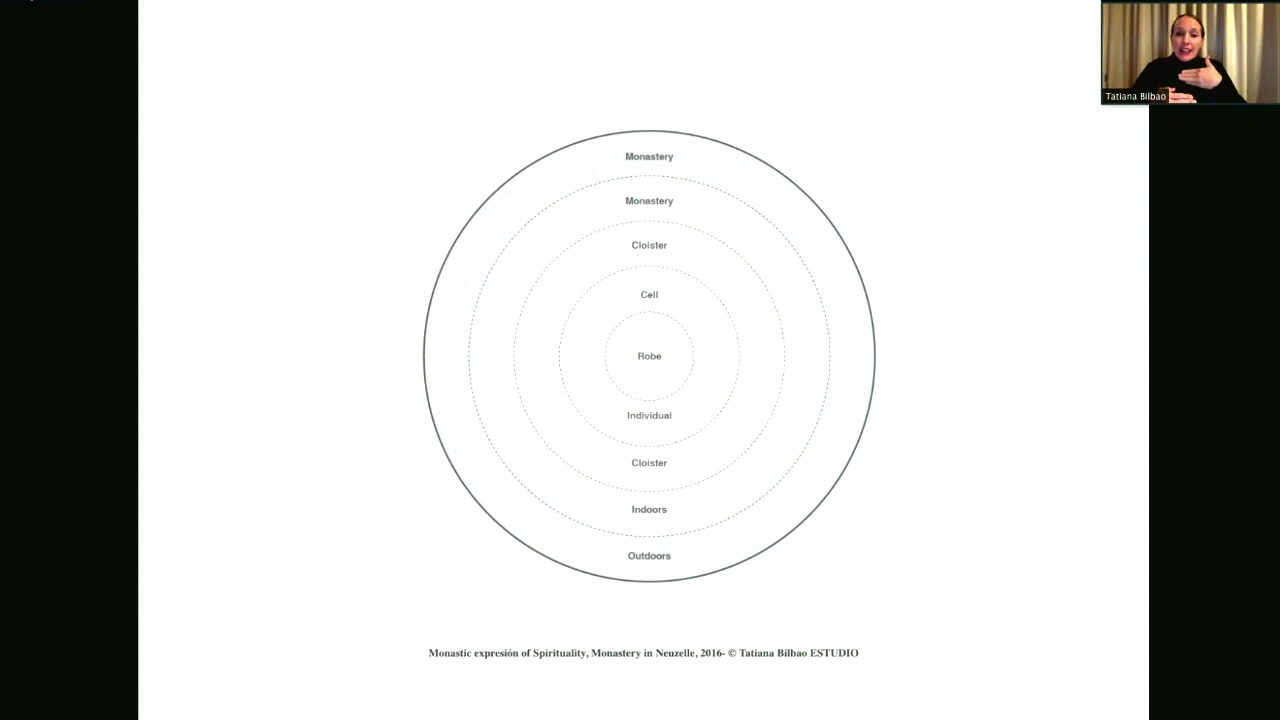 Tatiana Bilbao
Monastery
Monastery
Cloister
Cell
Robe
Individual
Cloister
Indoors
Outdoors
Monastic expresión of Spirituality, Monastery in Neuzelle, 2016- © Tatiana Bilbao ESTUDIO